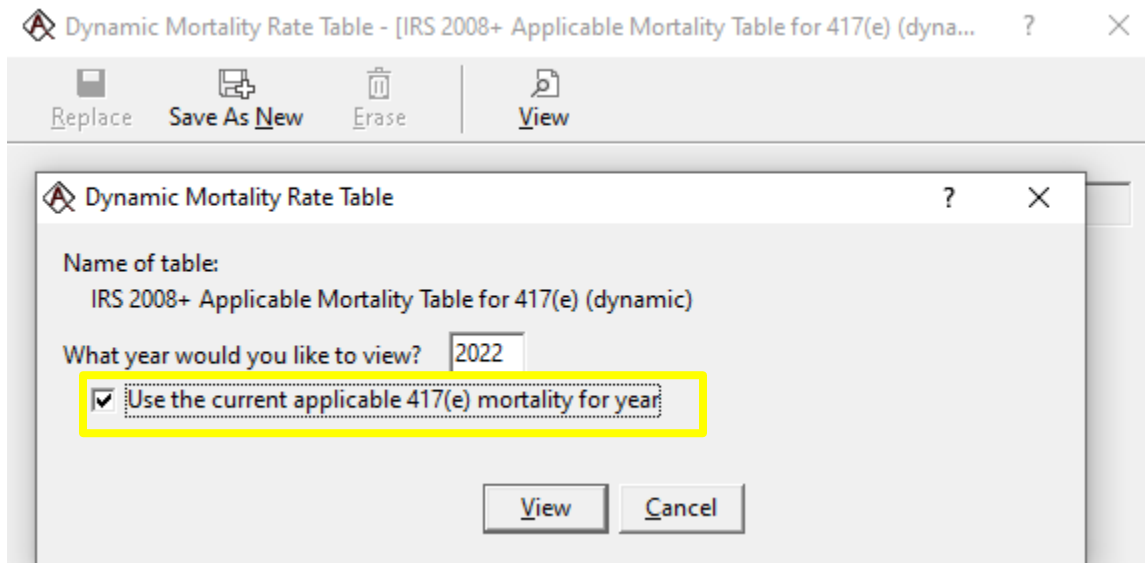 Dynamic Mortality Rate Table - [IRS 2008+ Applicable Mortality Table for 417(e) (dyna... ?
Replace Save As New Erase View
Dynamic Mortality Rate Table ?
Name of table:
IRS 2008+ Applicable Mortality Table for 417(e) (dynamic)
What year would you like to view? 2022
Use the current applicable 417(e) mortality for year
View Cancel